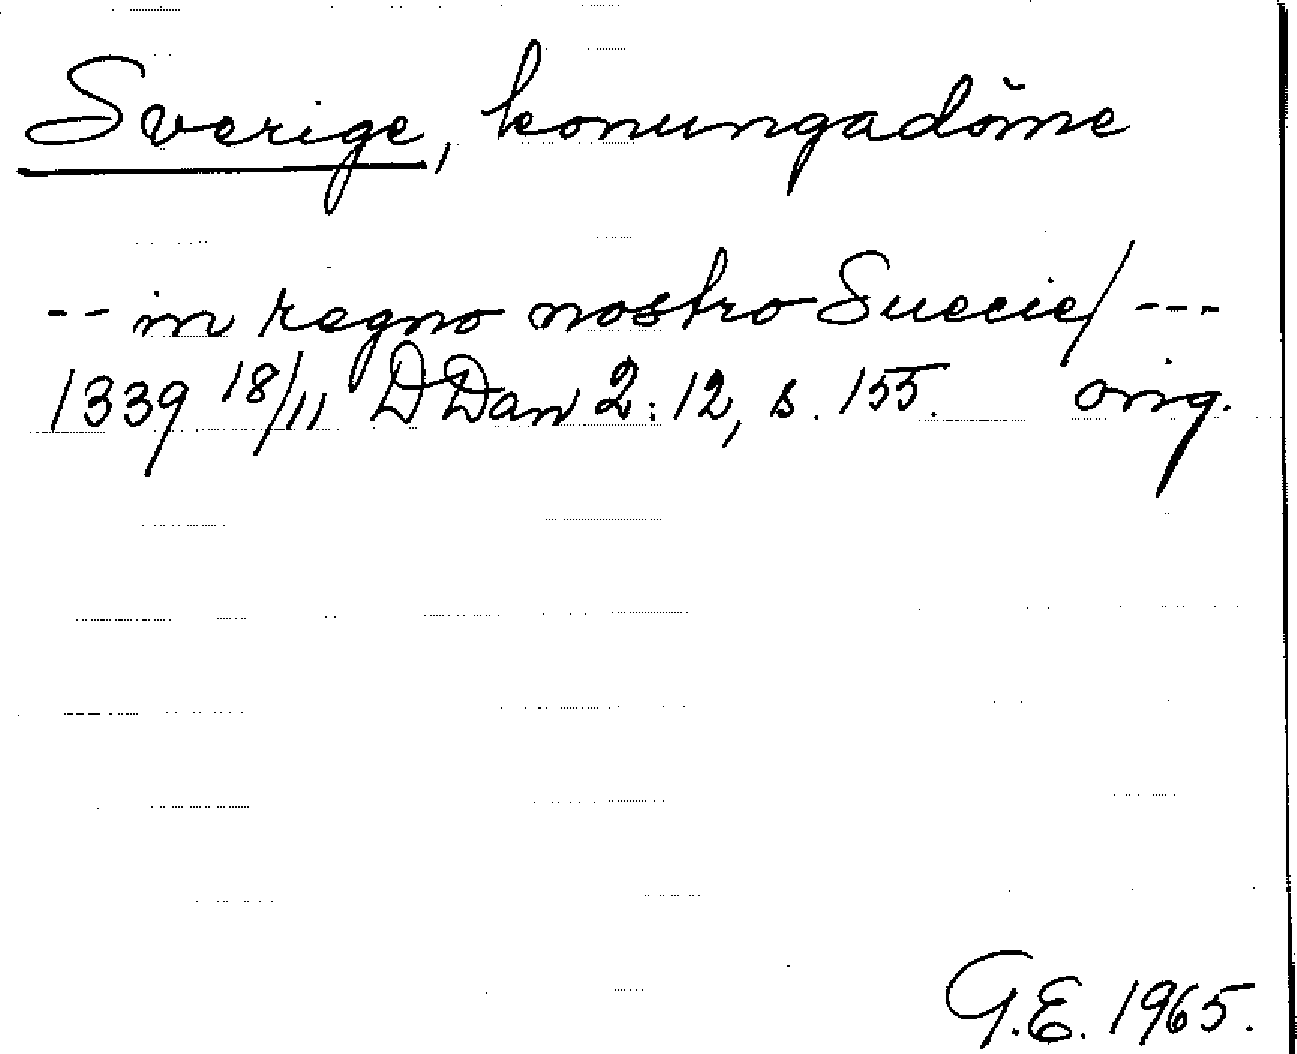 Sverige, konungadöme
-- in regno nostro Suecie/ ---
1339 18/11 DDan 2:12, s. 155. orig.
G.E. 1965.